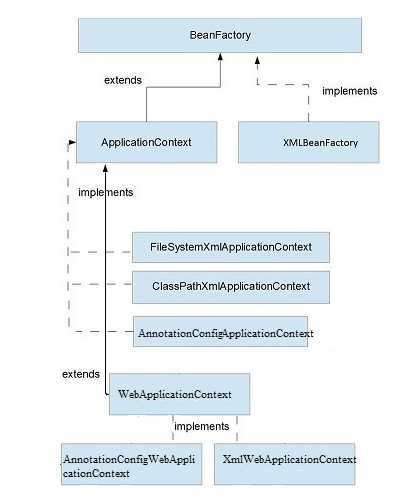 BeanFactory
extends
implements
ApplicationContext
XMLBeanFactory
implements
FileSystemXmlApplicationContext
ClassPathXmlApplicationContext
AnnotationConfigApplicationContext
extends
WebApplicationContext
implements
AnnotationConfigWebAppli
cationContext
XmlWebApplicationContext